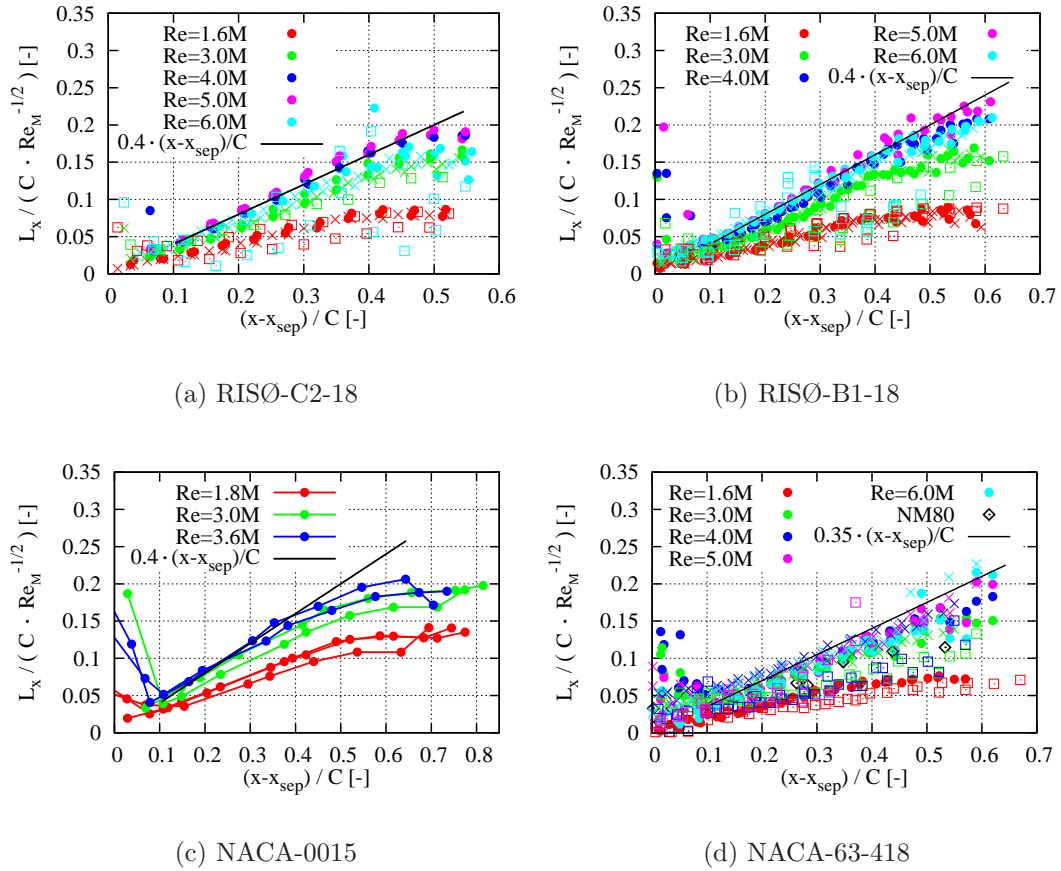 0.35
0.3
0.25
0.2
0.15
0.1
0.05
0
L_x / ( C · Re_M^{-1/2} ) [-]
Re=1.6M
Re=3.0M
Re=4.0M
Re=5.0M
Re=6.0M
0.4·(x-x_sep)/C
0 0.1 0.2 0.3 0.4 0.5 0.6
(x-x_sep) / C [-]
(a) RISØ-C2-18
0.35
0.3
0.25
0.2
0.15
0.1
0.05
0
L_x / ( C · Re_M^{-1/2} ) [-]
Re=1.6M
Re=3.0M
Re=4.0M
Re=5.0M
Re=6.0M
0.4·(x-x_sep)/C
0 0.1 0.2 0.3 0.4 0.5 0.6 0.7
(x-x_sep) / C [-]
(b) RISØ-B1-18
0.35
0.3
0.25
0.2
0.15
0.1
0.05
0
L_x / ( C · Re_M^{-1/2} ) [-]
Re=1.8M
Re=3.0M
Re=3.6M
0.4·(x-x_sep)/C
0 0.1 0.2 0.3 0.4 0.5 0.6 0.7 0.8
(x-x_sep) / C [-]
(c) NACA-0015
0.35
0.3
0.25
0.2
0.15
0.1
0.05
0
L_x / ( C · Re_M^{-1/2} ) [-]
Re=1.6M
Re=3.0M
Re=4.0M
Re=5.0M
Re=6.0M
NM80
0.35·(x-x_sep)/C
0 0.1 0.2 0.3 0.4 0.5 0.6 0.7
(x-x_sep) / C [-]
(d) NACA-63-418